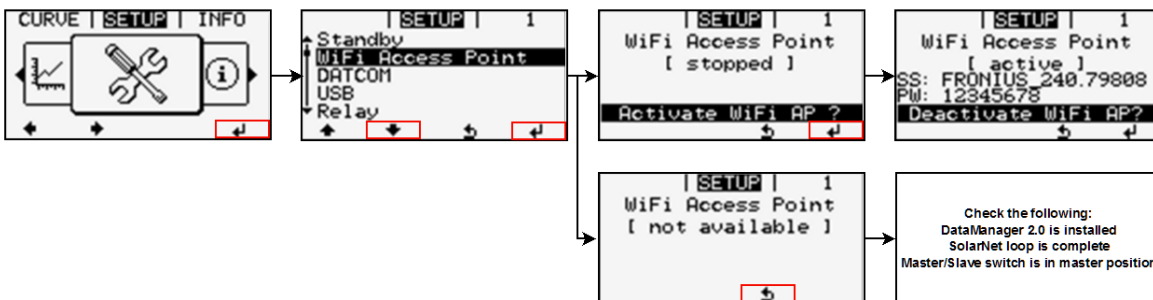 CURVE | SETUP | INFO
| SETUP | 1
Standby
WiFi Access Point
DATCOM
USB
Relay
| SETUP | 1
WiFi Access Point
[ stopped ]
Activate WiFi AP ?
| SETUP | 1
WiFi Access Point
[ active ]
SS: FRONIUS_240.79808
PW: 12345678
Deactivate WiFi AP?
| SETUP | 1
WiFi Access Point
[ not available ]
Check the following:
DataManager 2.0 is installed
SolarNet loop is complete
Master/Slave switch is in master position